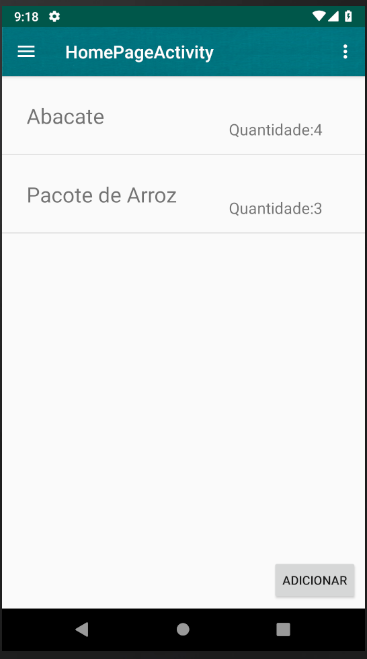 9:18
HomePageActivity
Abacate
Quantidade:4
Pacote de Arroz
Quantidade:3
ADICIONAR